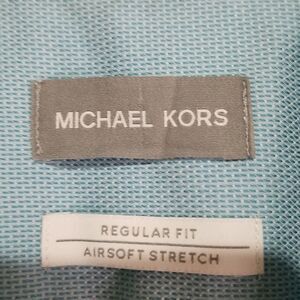 MICHAEL KORS
REGULAR FIT
AIRSOFT STRETCH